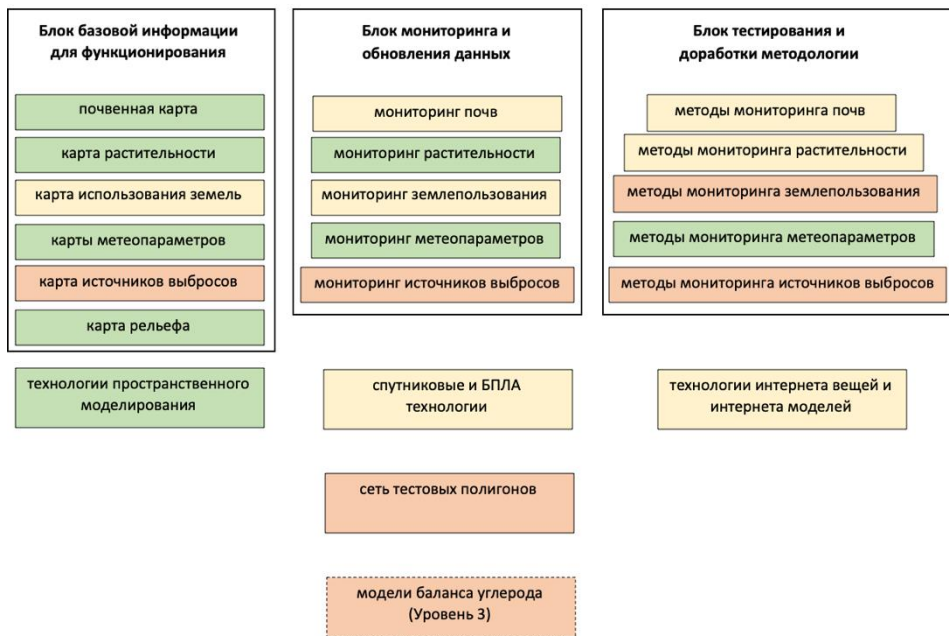 Блок базовой информации
для функционирования
почвенная карта
карта растительности
карта использования земель
карты метеопараметров
карта источников выбросов
карта рельефа
Блок мониторинга и
обновления данных
мониторинг почв
мониторинг растительности
мониторинг землепользования
мониторинг метеопараметров
мониторинг источников выбросов
Блок тестирования и
доработки методологии
методы мониторинга почв
методы мониторинга растительности
методы мониторинга землепользования
методы мониторинга метеопараметров
методы мониторинга источников выбросов
технологии пространственного
моделирования
спутниковые и БПЛА
технологии
технологии интернета вещей и
интернета моделей
сеть тестовых полигонов
модели баланса углерода
(Уровень 3)